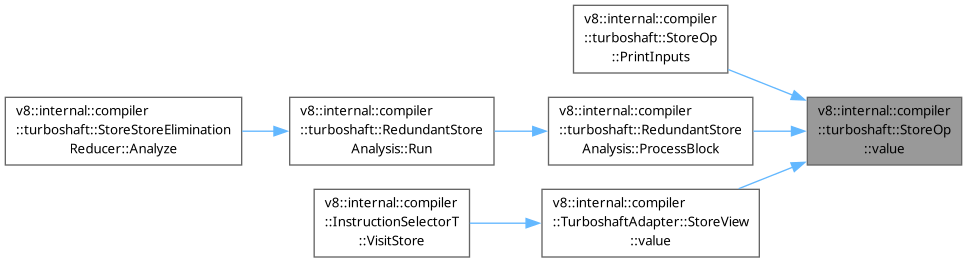 v8::internal::compiler
::turboshaft::StoreOp
::PrintInputs
v8::internal::compiler
::turboshaft::StoreStoreElimination
Reducer::Analyze
v8::internal::compiler
::turboshaft::RedundantStore
Analysis::Run
v8::internal::compiler
::turboshaft::RedundantStore
Analysis::ProcessBlock
v8::internal::compiler
::turboshaft::StoreOp
::value
v8::internal::compiler
::InstructionSelectorT
::VisitStore
v8::internal::compiler
::TurboshaftAdapter::StoreView
::value